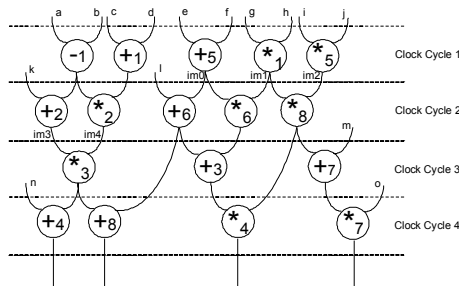 a b c d e f g h i j
-1 +1 +5 *1 *5 Clock Cycle 1
k l im0 im1 im2
+2 *2 +6 *6 *8 Clock Cycle 2
im3 im4 m
*3 +3 +7 Clock Cycle 3
n o
+4 +8 *4 *7 Clock Cycle 4